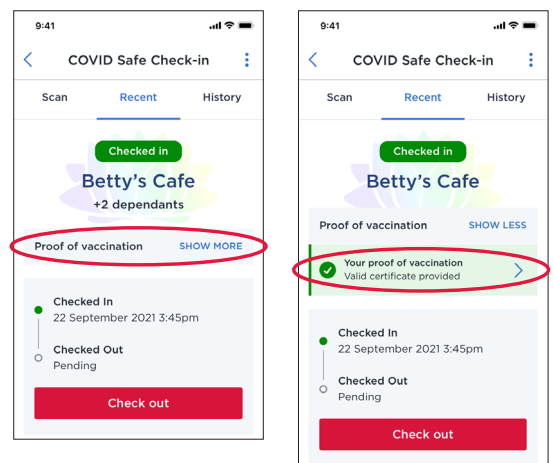 9:41
COVID Safe Check-in
Scan Recent History
Checked in
Betty's Cafe
+2 dependants
Proof of vaccination SHOW MORE
Checked In
22 September 2021 3:45pm
Checked Out
Pending
Check out
9:41
COVID Safe Check-in
Scan Recent History
Checked in
Betty's Cafe
Proof of vaccination SHOW LESS
Your proof of vaccination
Valid certificate provided
Checked In
22 September 2021 3:45pm
Checked Out
Pending
Check out